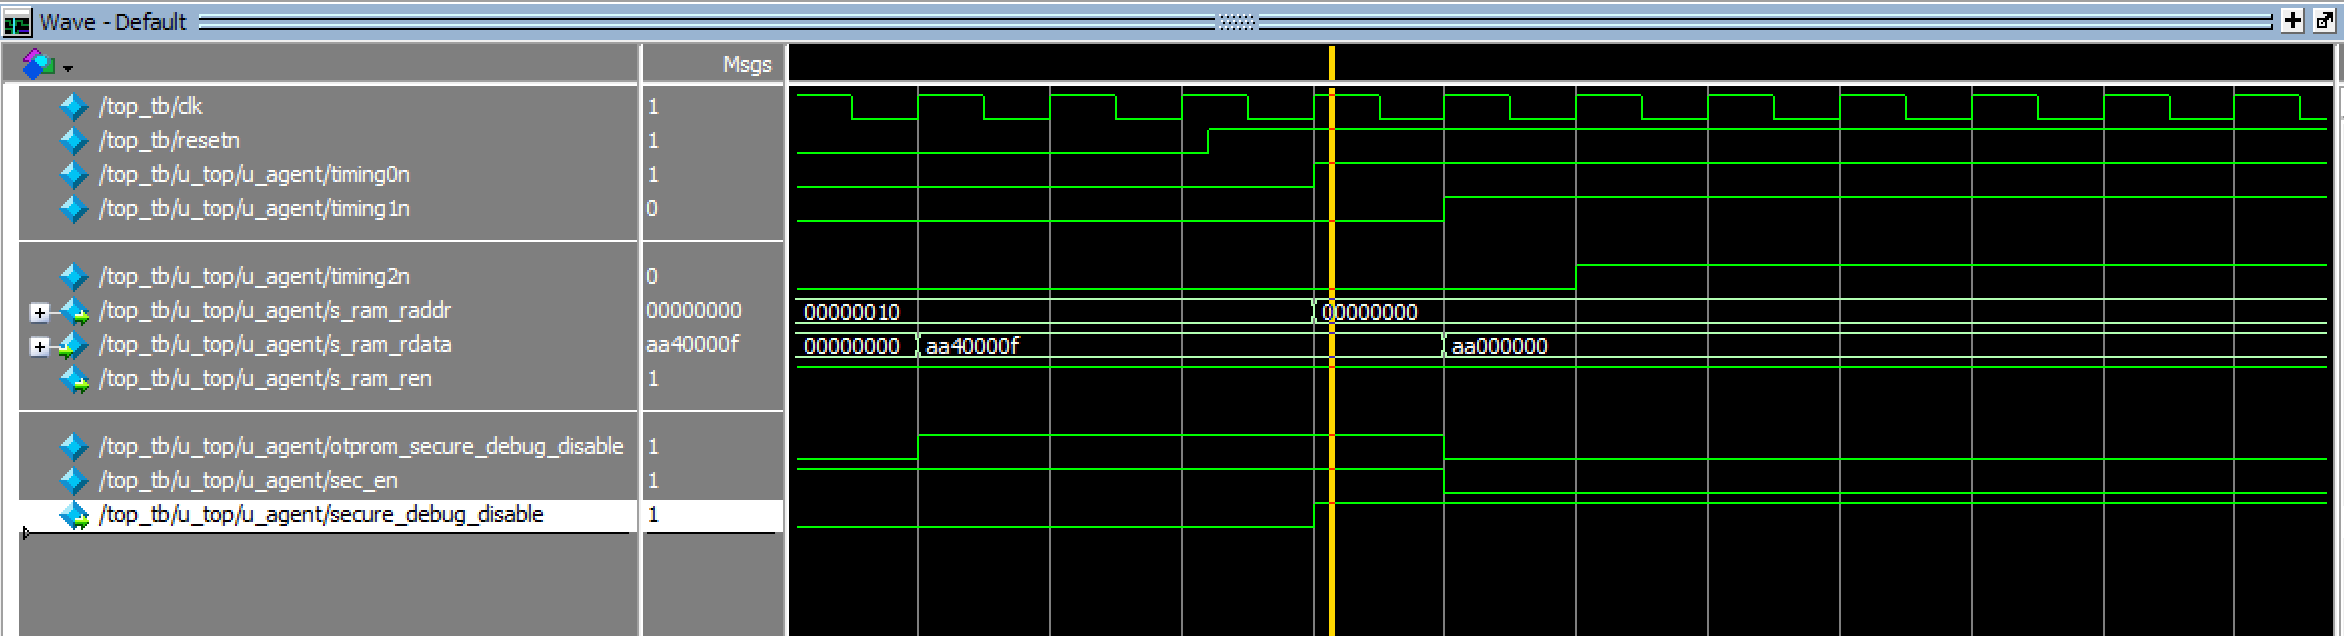 Wave - Default
Msgs
/top_tb/clk 1
/top_tb/resetn 1
/top_tb/u_top/u_agent/timing0n 1
/top_tb/u_top/u_agent/timing1n 0
/top_tb/u_top/u_agent/timing2n 0
/top_tb/u_top/u_agent/s_ram_raddr 00000000 00000010 00000000
/top_tb/u_top/u_agent/s_ram_rdata aa40000f 00000000 aa40000f aa000000
/top_tb/u_top/u_agent/s_ram_ren 1
/top_tb/u_top/u_agent/otprom_secure_debug_disable 1
/top_tb/u_top/u_agent/sec_en 1
/top_tb/u_top/u_agent/secure_debug_disable 1